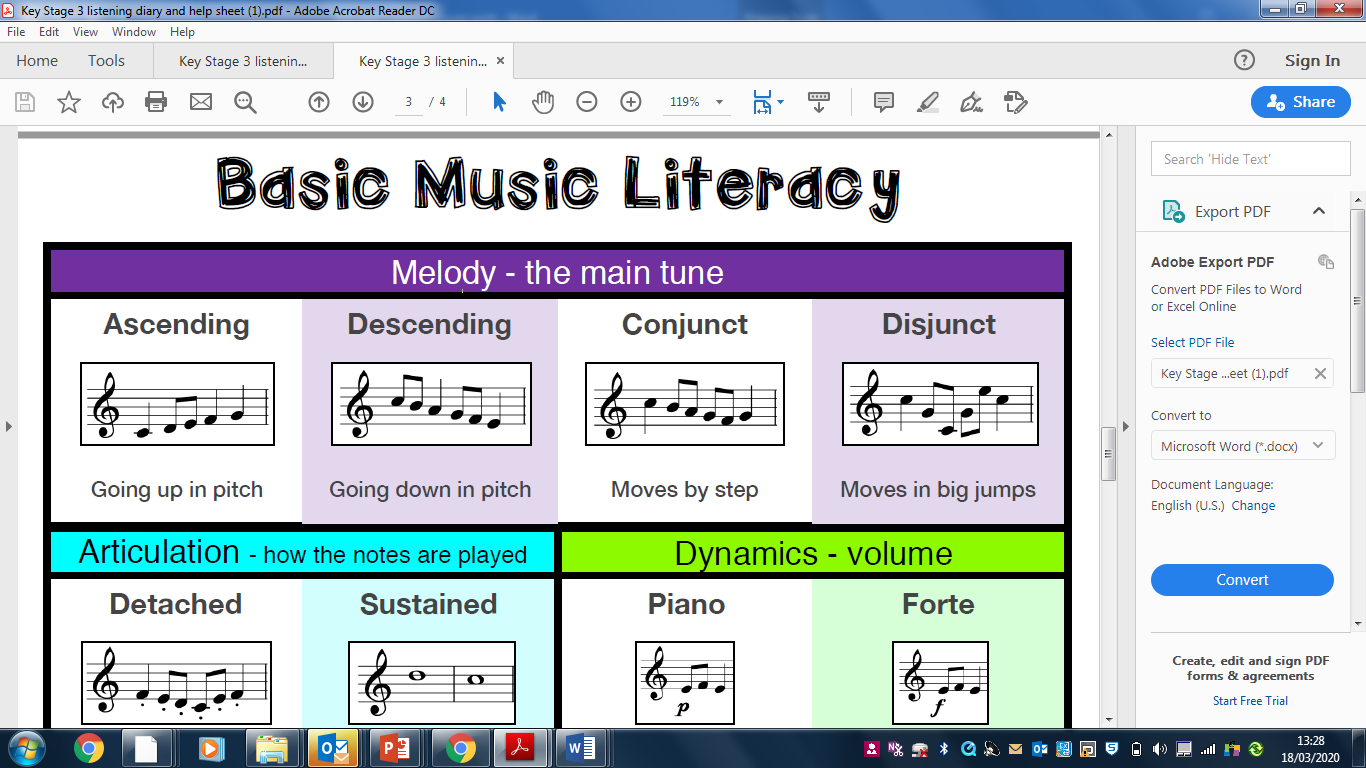 Key Stage 3 listening diary and help sheet (1).pdf - Adobe Acrobat Reader DC
File Edit View Window Help
Home Tools Key Stage 3 listenin... Key Stage 3 listenin... × Sign In
3 / 4 119% Share
Basic Music Literacy
Melody - the main tune
Ascending Descending Conjunct Disjunct
Going up in pitch Going down in pitch Moves by step Moves in big jumps
Articulation - how the notes are played Dynamics - volume
Detached Sustained Piano Forte
p f
Search 'Hide Text'
Export PDF
Adobe Export PDF
Convert PDF Files to Word
or Excel Online
Select PDF File
Key Stage ...eet (1).pdf
Convert to
Microsoft Word (*.docx)
Document Language:
English (U.S.) Change
Convert
Create, edit and sign PDF
forms & agreements
Start Free Trial
13:28
18/03/2020